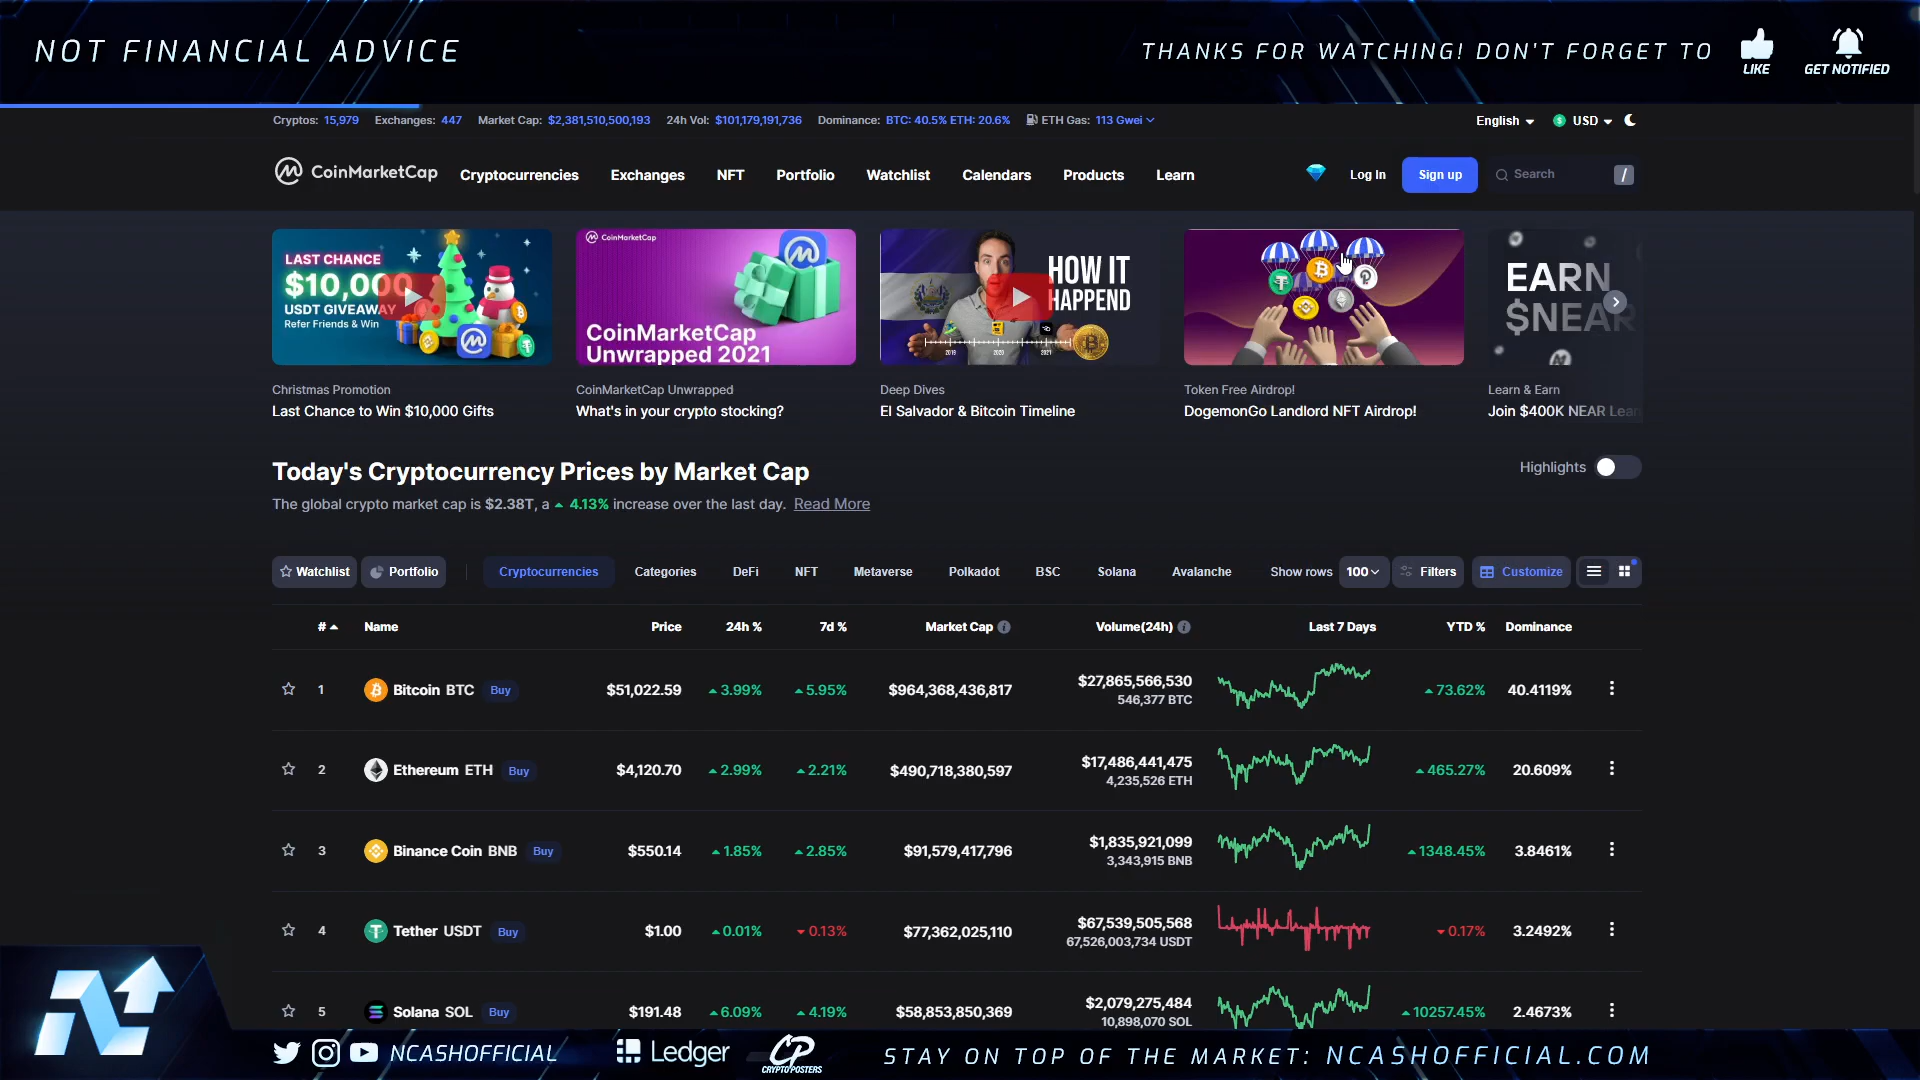 NOT FINANCIAL ADVICE
THANKS FOR WATCHING! DON'T FORGET TO
LIKE
GET NOTIFIED
Cryptos: 15,979 Exchanges: 447 Market Cap: $2,381,510,500,193 24h Vol: $101,179,191,736 Dominance: BTC: 40.5% ETH: 20.6% ETH Gas: 113 Gwei
English USD
CoinMarketCap Cryptocurrencies Exchanges NFT Portfolio Watchlist Calendars Products Learn Log In Sign up Search /
LAST CHANCE
$10,000
USDT GIVEAWAY
Refer Friends & Win
CoinMarketCap
CoinMarketCap
Unwrapped 2021
HOW IT
HAPPEND
2019 2020 2021
EARN
$NEAR
Christmas Promotion
Last Chance to Win $10,000 Gifts
CoinMarketCap Unwrapped
What's in your crypto stocking?
Deep Dives
El Salvador & Bitcoin Timeline
Token Free Airdrop!
DogemonGo Landlord NFT Airdrop!
Learn & Earn
Join $400K NEAR Lear
Today's Cryptocurrency Prices by Market Cap
Highlights
The global crypto market cap is $2.38T, a 4.13% increase over the last day. Read More
Watchlist Portfolio Cryptocurrencies Categories DeFi NFT Metaverse Polkadot BSC Solana Avalanche Show rows 100 Filters Customize
# Name Price 24h % 7d % Market Cap Volume(24h) Last 7 Days YTD % Dominance
1 Bitcoin BTC Buy $51,022.59 3.99% 5.95% $964,368,436,817 $27,865,566,530 73.62% 40.4119%
546,377 BTC
2 Ethereum ETH Buy $4,120.70 2.99% 2.21% $490,718,380,597 $17,486,441,475 465.27% 20.609%
4,235,526 ETH
3 Binance Coin BNB Buy $550.14 1.85% 2.85% $91,579,417,796 $1,835,921,099 1348.45% 3.8461%
3,343,915 BNB
4 Tether USDT Buy $1.00 0.01% 0.13% $77,362,025,110 $67,539,505,568 0.17% 3.2492%
67,526,003,734 USDT
5 Solana SOL Buy $191.48 6.09% 4.19% $58,853,850,369 $2,079,275,484 10257.45% 2.4673%
10,898,070 SOL
NCASHOFFICIAL
Ledger
CP
CRYPTO POSTERS
STAY ON TOP OF THE MARKET: NCASHOFFICIAL.COM